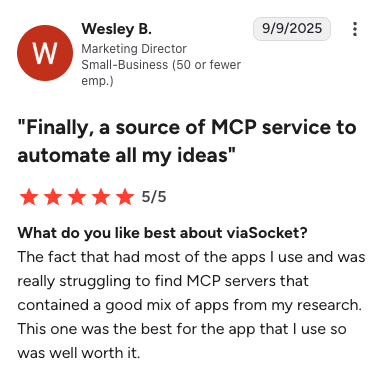 W
Wesley B.
9/9/2025
Marketing Director
Small-Business (50 or fewer
emp.)
"Finally, a source of MCP service to
automate all my ideas"
5/5
What do you like best about viaSocket?
The fact that had most of the apps I use and was
really struggling to find MCP servers that
contained a good mix of apps from my research.
This one was the best for the app that I use so
was well worth it.